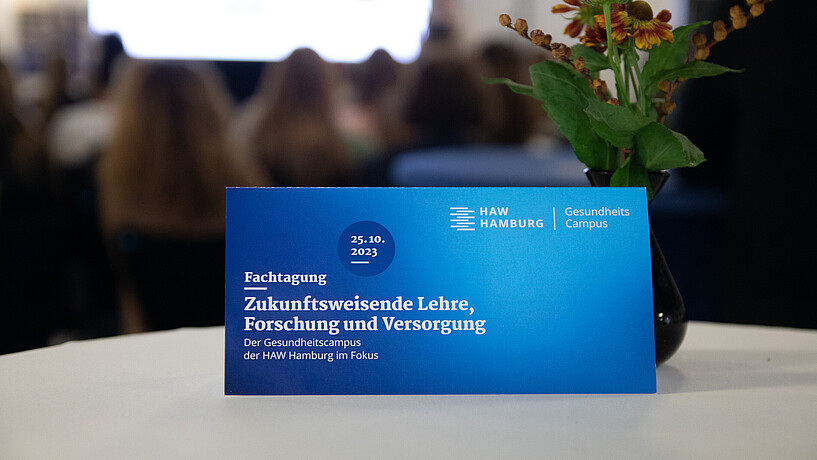 HAW
HAMBURG
Gesundheits
Campus
25.10.
2023
Fachtagung
Zukunftsweisende Lehre,
Forschung und Versorgung
Der Gesundheitscampus
der HAW Hamburg im Fokus